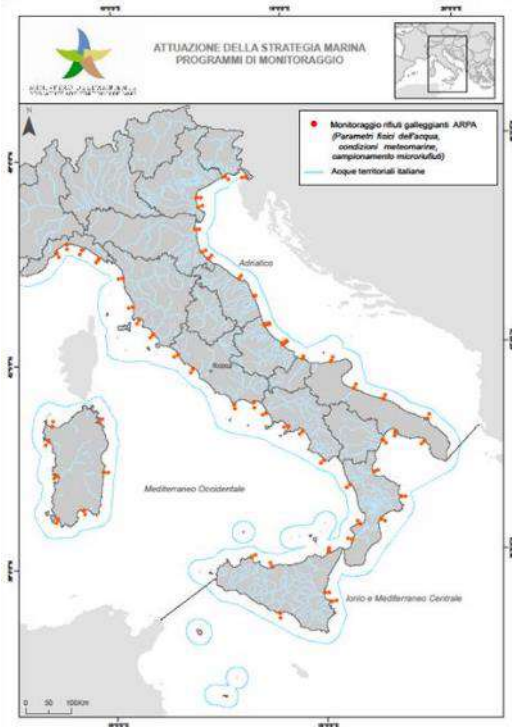 ATTUAZIONE DELLA STRATEGIA MARINA
PROGRAMMI DI MONITORAGGIO
N
Monitoraggio rifiuti galleggianti ARPA
(Parametri fisici dell'acqua,
condizioni meteomarine,
campionamento microrifiuti)
Acque territoriali italiane
Adriatico
Roma
Mediterraneo Occidentale
Ionio e Mediterraneo Centrale
0 50 100Km